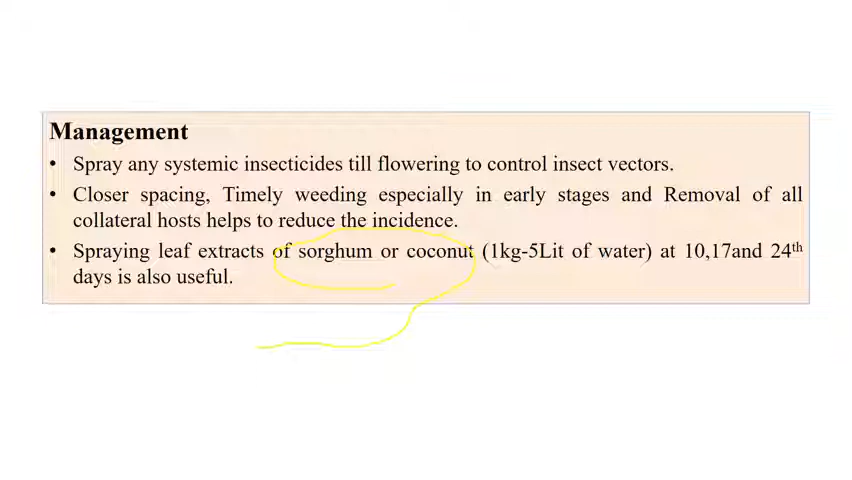 Management
• Spray any systemic insecticides till flowering to control insect vectors.
• Closer spacing, Timely weeding especially in early stages and Removal of all
collateral hosts helps to reduce the incidence.
• Spraying leaf extracts of sorghum or coconut (1kg-5Lit of water) at 10,17and 24th
days is also useful.